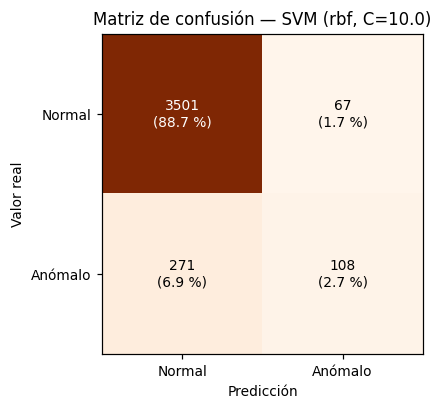 Matriz de confusión — SVM (rbf, C=10.0)
Valor real
Normal
3501
(88.7 %)
67
(1.7 %)
Anómalo
271
(6.9 %)
108
(2.7 %)
Normal
Anómalo
Predicción